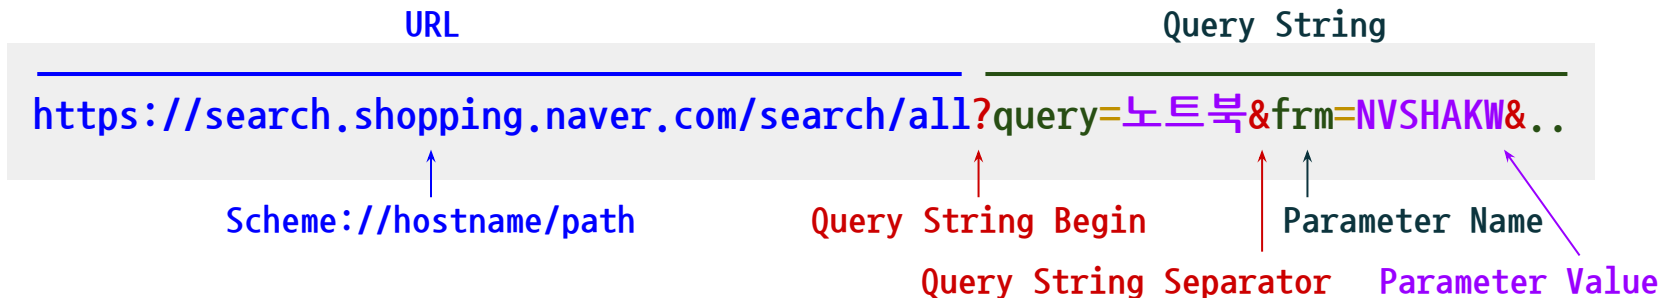 URL Query String
https://search.shopping.naver.com/search/all?query=노트북&frm=NVSHAKW&..
Scheme://hostname/path Query String Begin Parameter Name
Query String Separator Parameter Value